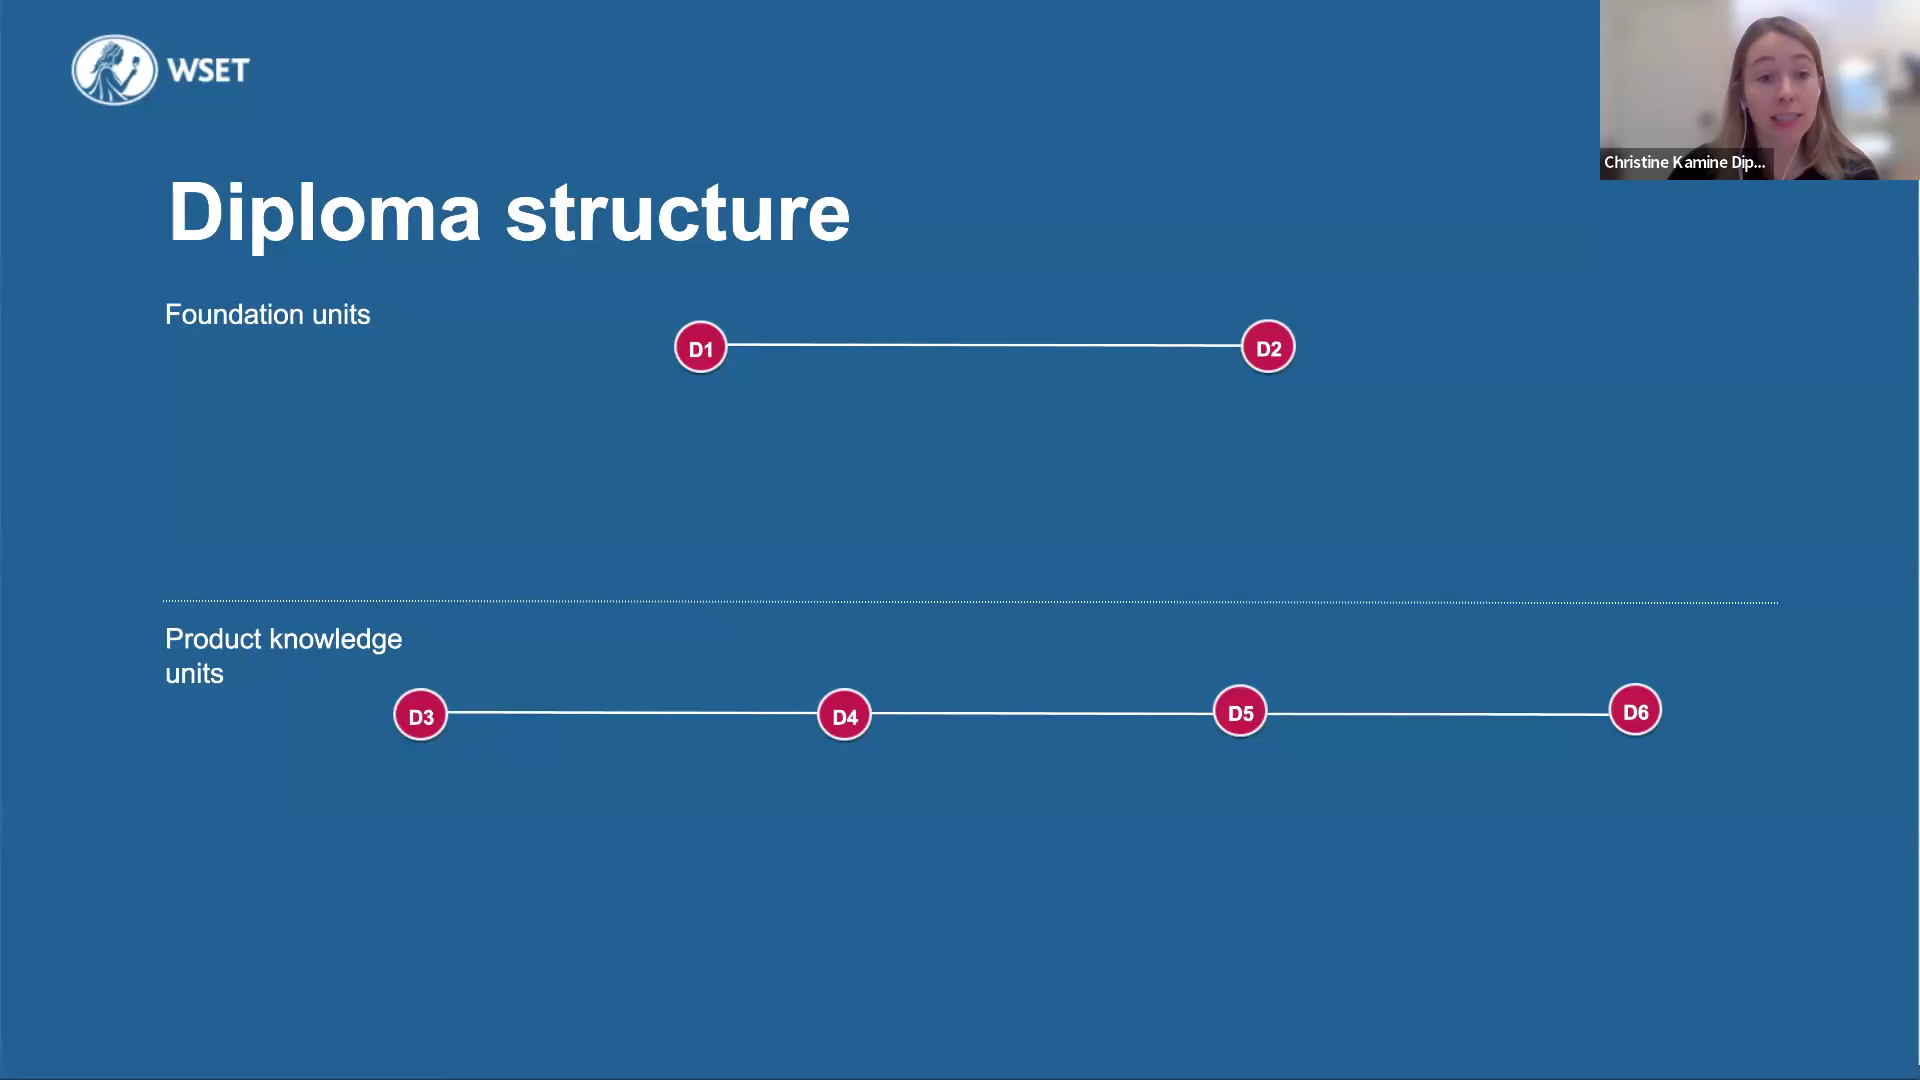 WSET
Christine Kamine Dip...
Diploma structure
Foundation units
D1
D2
Product knowledge
units
D3
D4
D5
D6